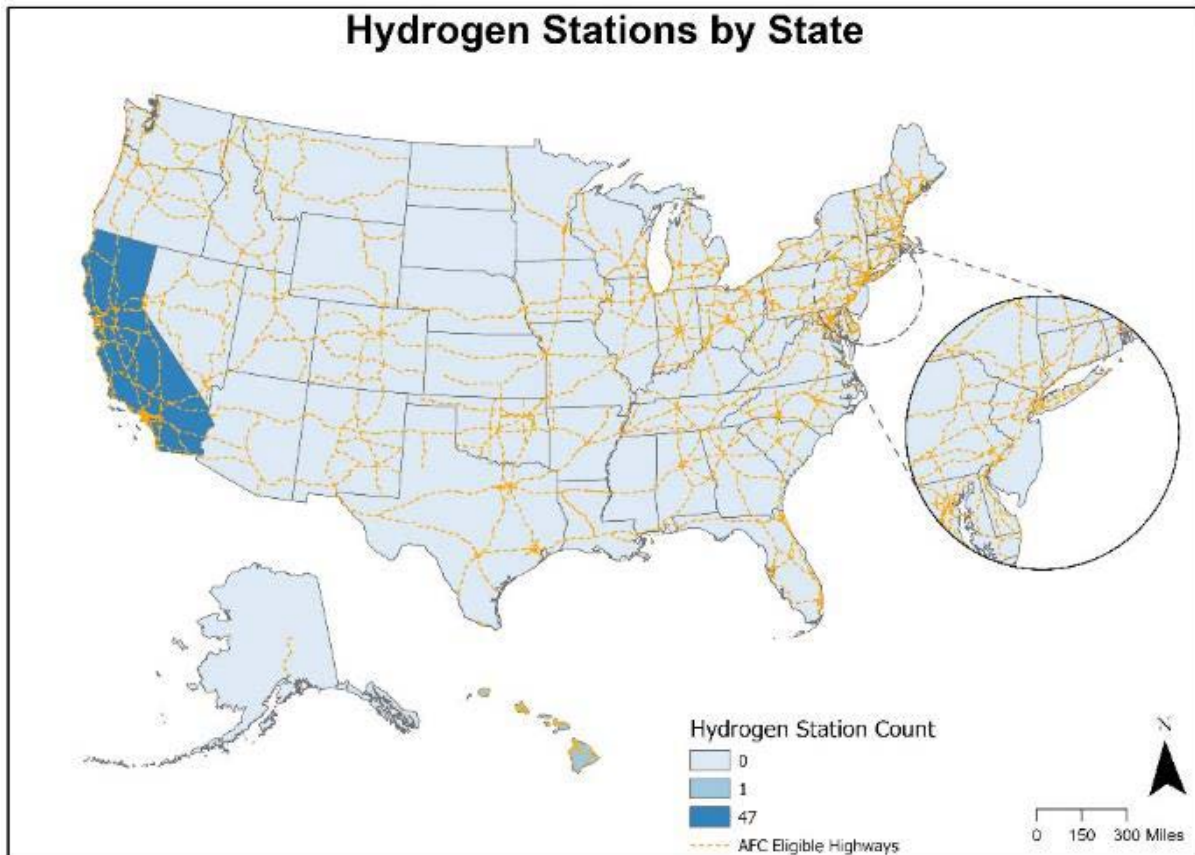 Hydrogen Stations by State
Hydrogen Station Count
0
1
47
AFC Eligible Highways
N
0 150 300 Miles